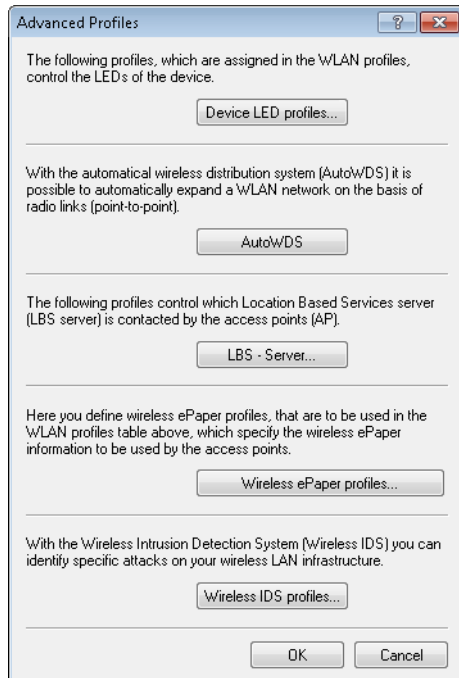 Advanced Profiles
?
The following profiles, which are assigned in the WLAN profiles,
control the LEDs of the device.
Device LED profiles...
With the automatical wireless distribution system (AutoWDS) it is
possible to automatically expand a WLAN network on the basis of
radio links (point-to-point).
AutoWDS
The following profiles control which Location Based Services server
(LBS server) is contacted by the access points (AP).
LBS - Server...
Here you define wireless ePaper profiles, that are to be used in the
WLAN profiles table above, which specify the wireless ePaper
information to be used by the access points.
Wireless ePaper profiles...
With the Wireless Intrusion Detection System (Wireless IDS) you can
identify specific attacks on your wireless LAN infrastructure.
Wireless IDS profiles...
OK Cancel